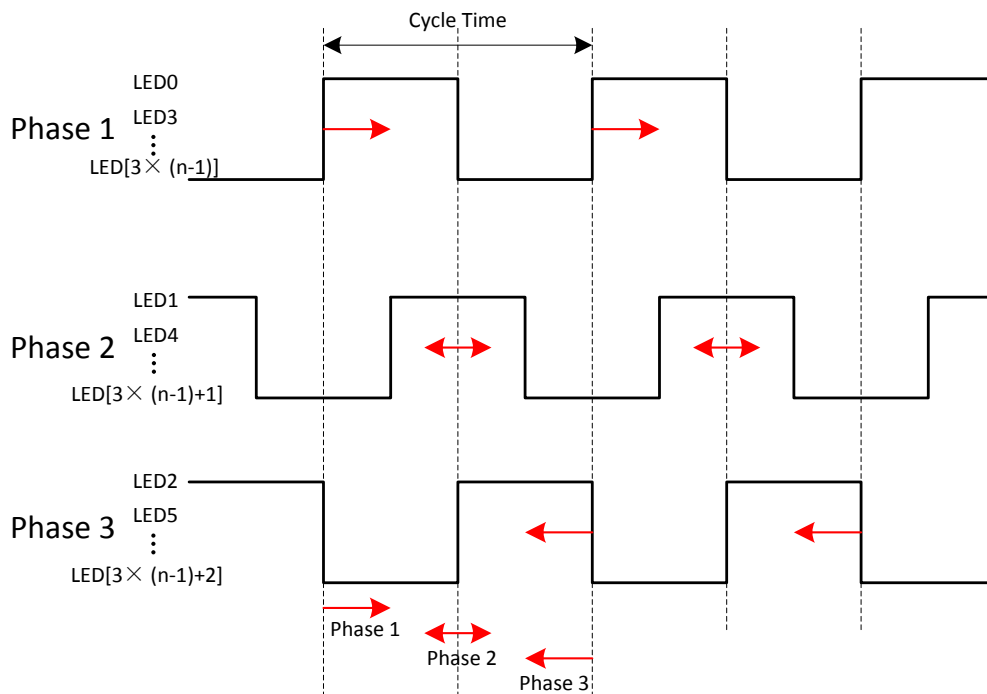 Cycle Time
LED0
Phase 1
LED3
⋮
LED[3× (n-1)]
LED1
Phase 2
LED4
⋮
LED[3× (n-1)+1]
LED2
Phase 3
LED5
⋮
LED[3× (n-1)+2]
Phase 1
Phase 2
Phase 3